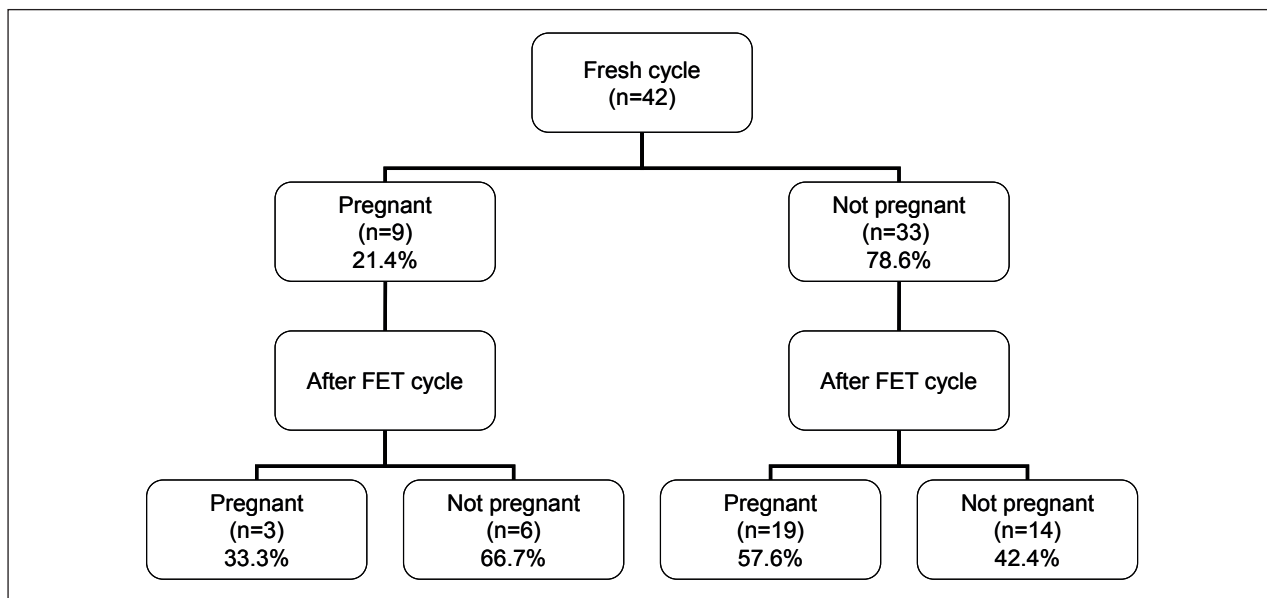 Fresh cycle
(n=42)
Pregnant
(n=9)
21.4%
Not pregnant
(n=33)
78.6%
After FET cycle
After FET cycle
Pregnant
(n=3)
33.3%
Not pregnant
(n=6)
66.7%
Pregnant
(n=19)
57.6%
Not pregnant
(n=14)
42.4%